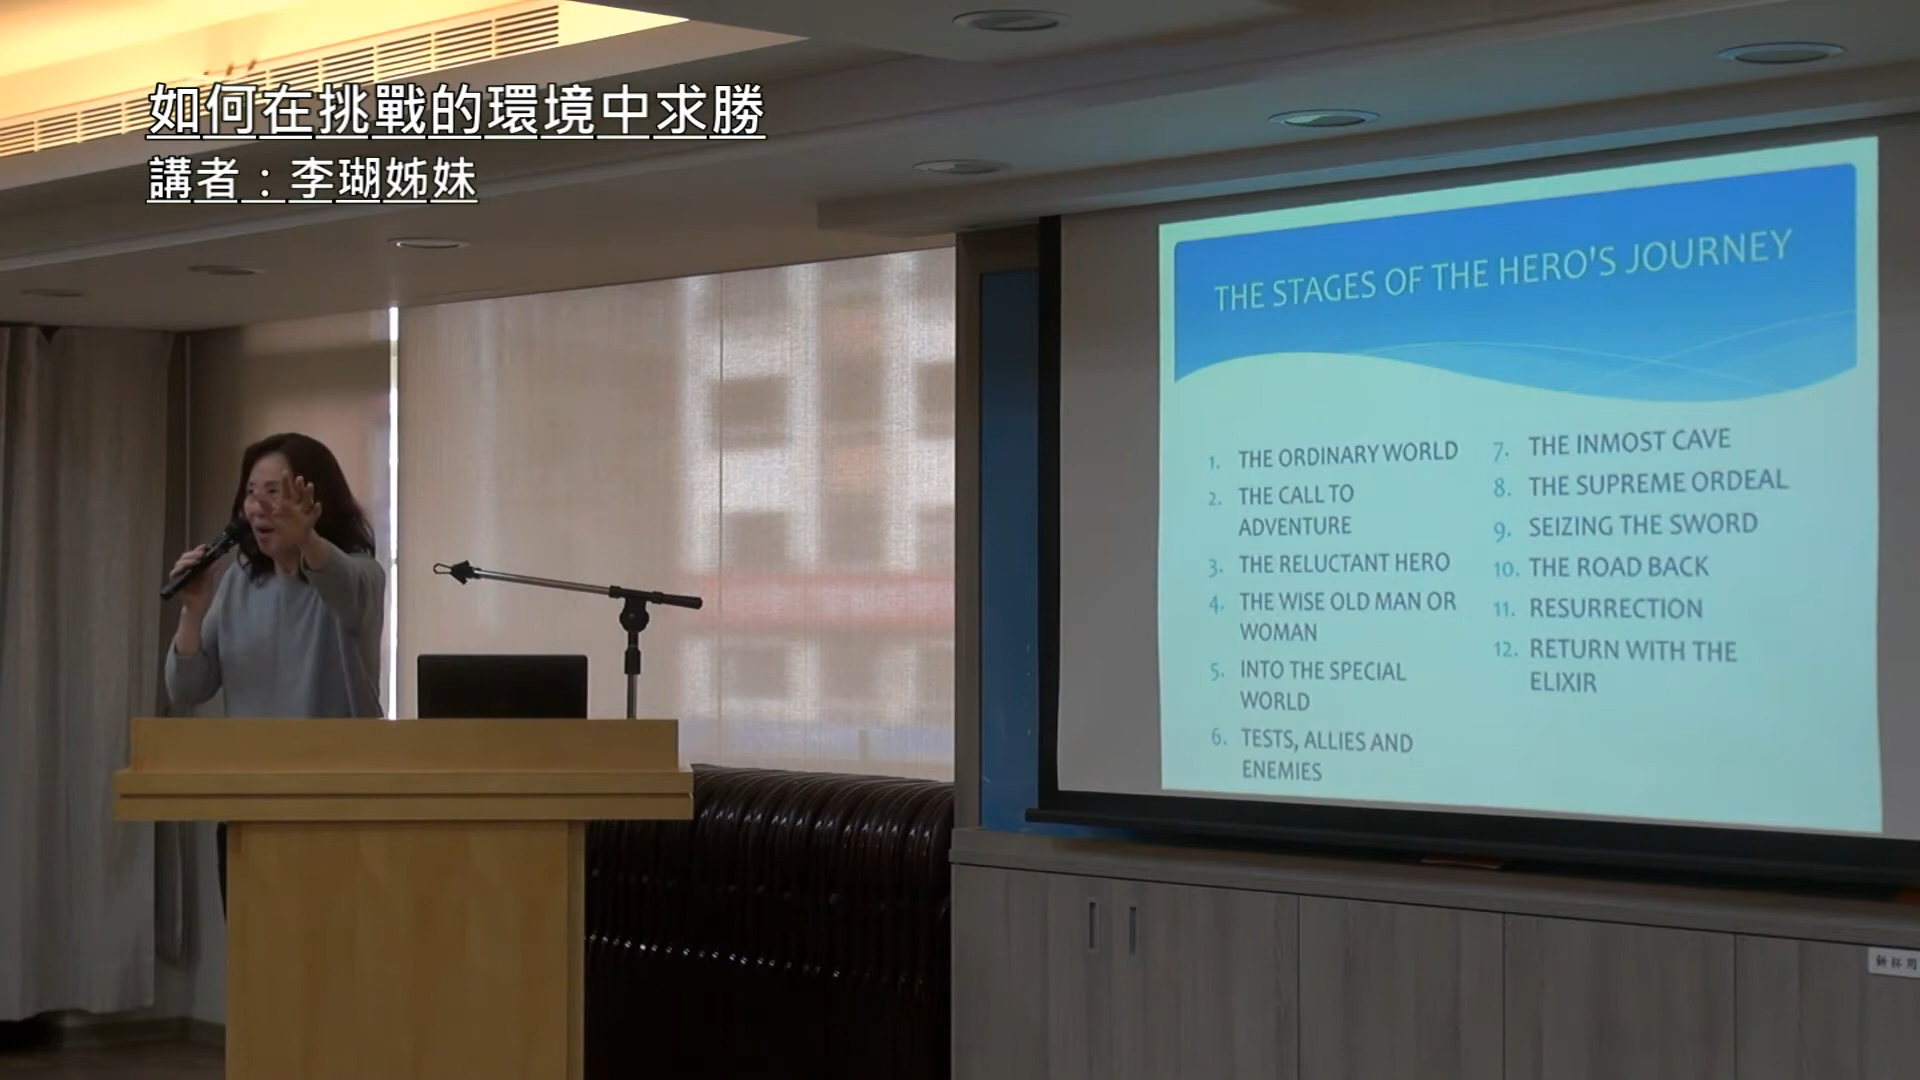 如何在挑戰的環境中求勝
講者：李瑚姊妹
THE STAGES OF THE HERO'S JOURNEY
1. THE ORDINARY WORLD
2. THE CALL TO
ADVENTURE
3. THE RELUCTANT HERO
4. THE WISE OLD MAN OR
WOMAN
5. INTO THE SPECIAL
WORLD
6. TESTS, ALLIES AND
ENEMIES
7. THE INMOST CAVE
8. THE SUPREME ORDEAL
9. SEIZING THE SWORD
10. THE ROAD BACK
11. RESURRECTION
12. RETURN WITH THE
ELIXIR